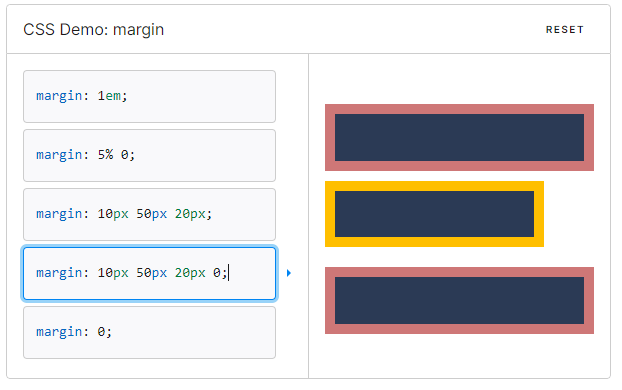 CSS Demo: margin
RESET
margin: 1em;
margin: 5% 0;
margin: 10px 50px 20px;
margin: 10px 50px 20px 0;
margin: 0;